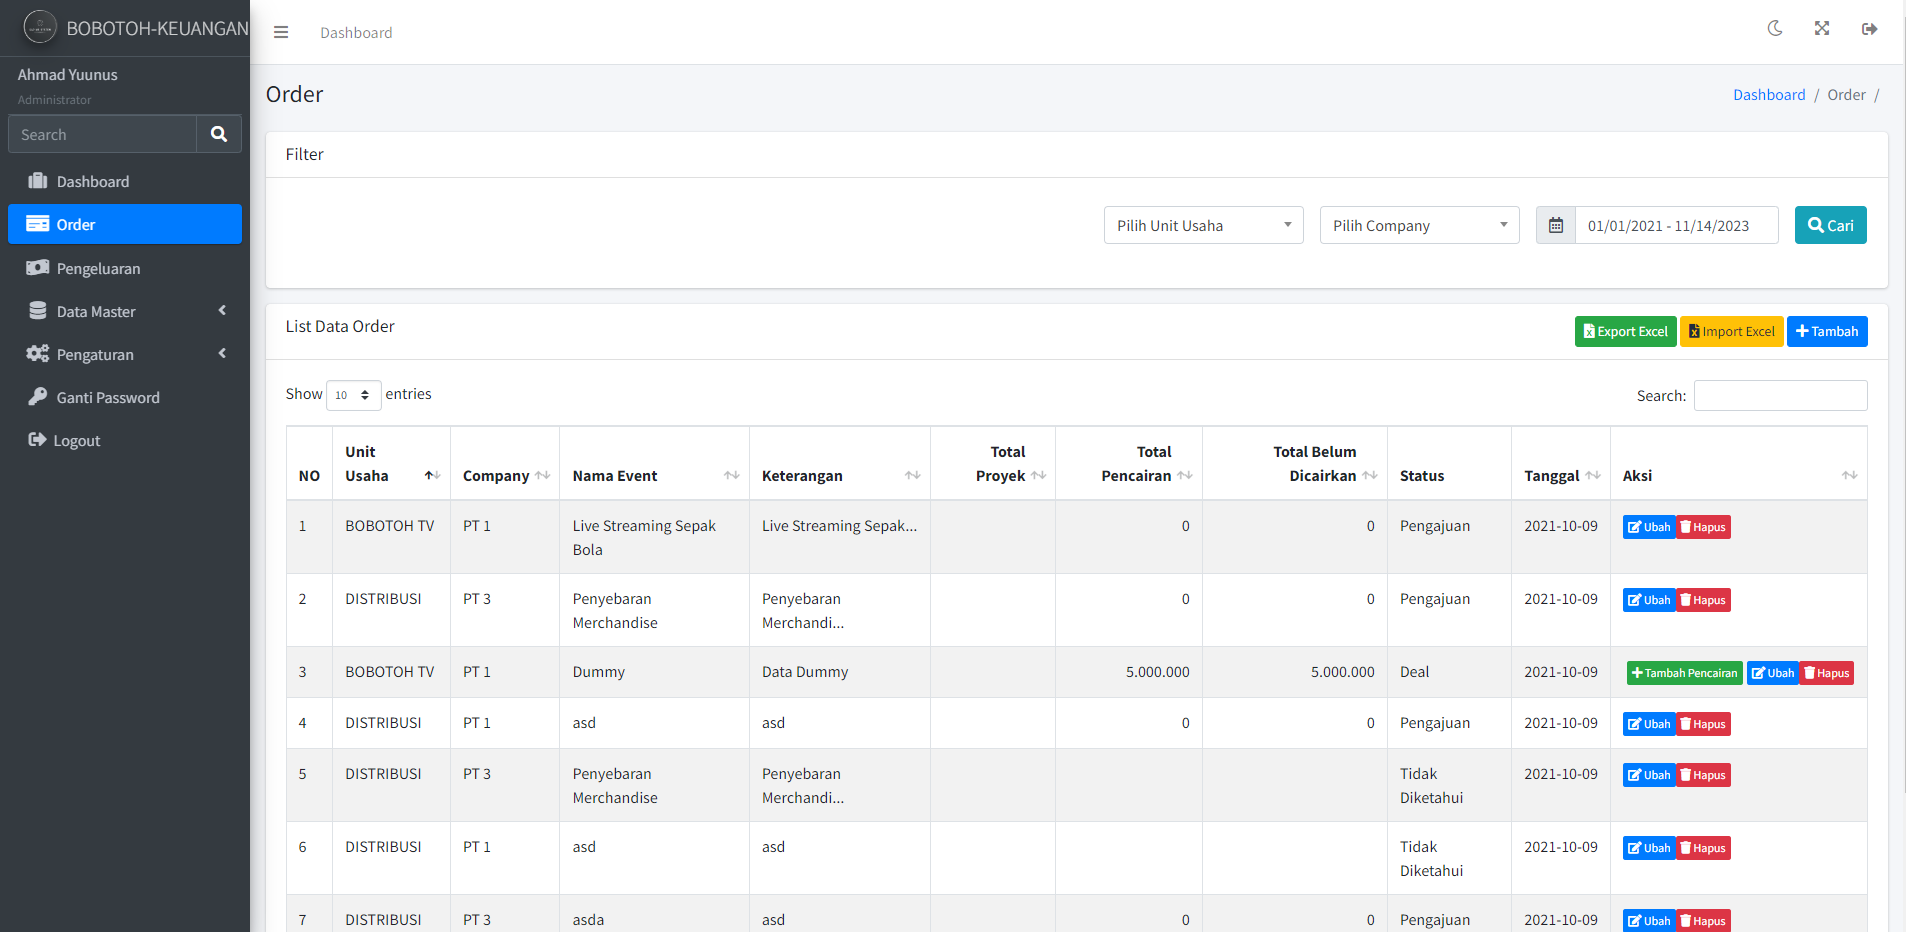 BOBOTOH-KEUANGAN
Dashboard
Ahmad Yuunus
Administrator
Search
Dashboard
Order
Pengeluaran
Data Master
Pengaturan
Ganti Password
Logout
Order
Dashboard / Order /
Filter
Pilih Unit Usaha
Pilih Company
01/01/2021 - 11/14/2023
Cari
List Data Order
Export Excel
Import Excel
Tambah
Show 10 entries
Search:
NO Unit Usaha Company Nama Event Keterangan Total Proyek Total Pencairan Total Belum Dicairkan Status Tanggal Aksi
1 BOBOTOH TV PT 1 Live Streaming Sepak Bola Live Streaming Sepak... 0 0 Pengajuan 2021-10-09 Ubah Hapus
2 DISTRIBUSI PT 3 Penyebaran Merchandise Penyebaran Merchandi... 0 0 Pengajuan 2021-10-09 Ubah Hapus
3 BOBOTOH TV PT 1 Dummy Data Dummy 5.000.000 5.000.000 Deal 2021-10-09 Tambah Pencairan Ubah Hapus
4 DISTRIBUSI PT 1 asd asd 0 0 Pengajuan 2021-10-09 Ubah Hapus
5 DISTRIBUSI PT 3 Penyebaran Merchandise Penyebaran Merchandi... Tidak Diketahui 2021-10-09 Ubah Hapus
6 DISTRIBUSI PT 1 asd asd Tidak Diketahui 2021-10-09 Ubah Hapus
7 DISTRIBUSI PT 3 asda asd 0 0 Pengajuan 2021-10-09 Ubah Hapus